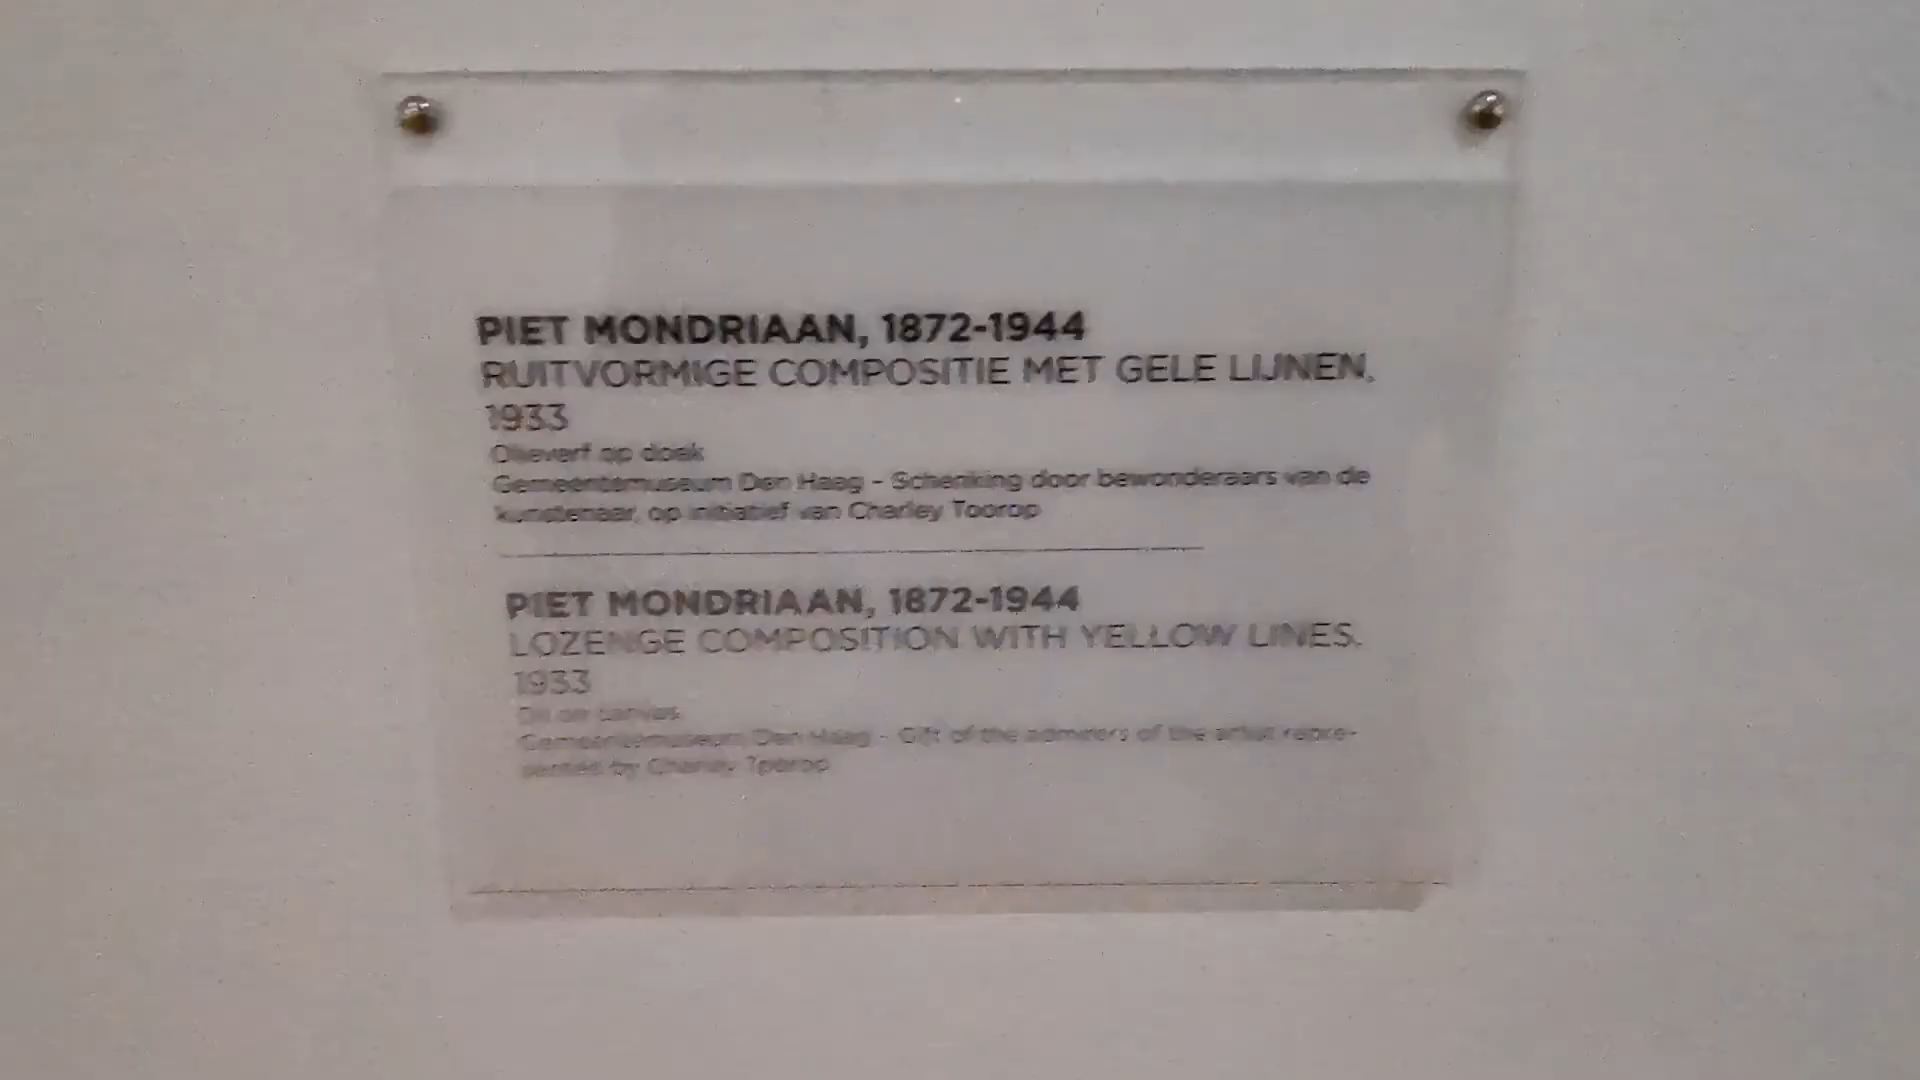 PIET MONDRIAAN, 1872-1944
RUITVORMIGE COMPOSITIE MET GELE LIJNEN,
1933
Olieverf op doek
Gemeentemuseum Den Haag - Schenking door bewonderaars van de
kunstenaar, op initiatief van Charley Toorop
PIET MONDRIAAN, 1872-1944
LOZENGE COMPOSITION WITH YELLOW LINES,
1933
Oil on canvas
Gemeentemuseum Den Haag - Gift of the admirers of the artist repre-
sented by Charley Toorop